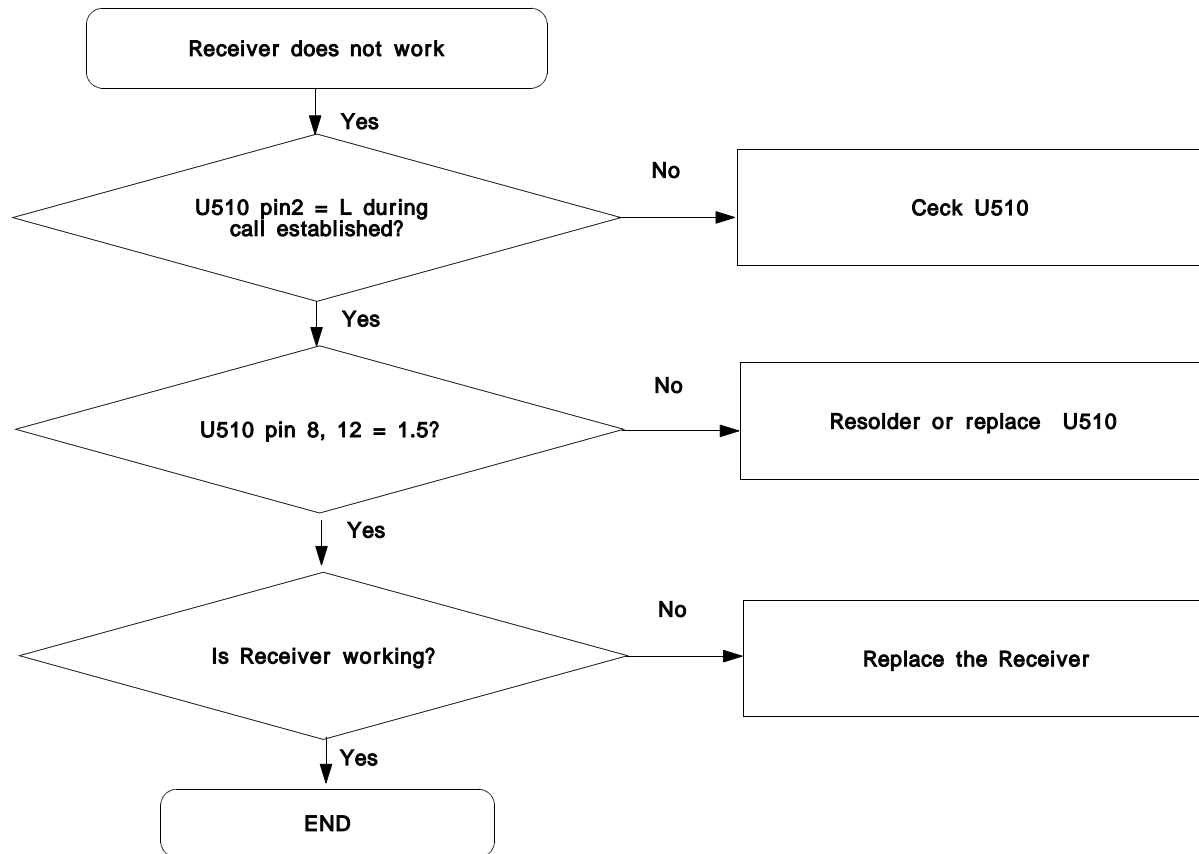 Receiver does not work
Yes
U510 pin2 = L during
call established?
No
Ceck U510
Yes
U510 pin 8, 12 = 1.5?
No
Resolder or replace U510
Yes
Is Receiver working?
No
Replace the Receiver
Yes
END